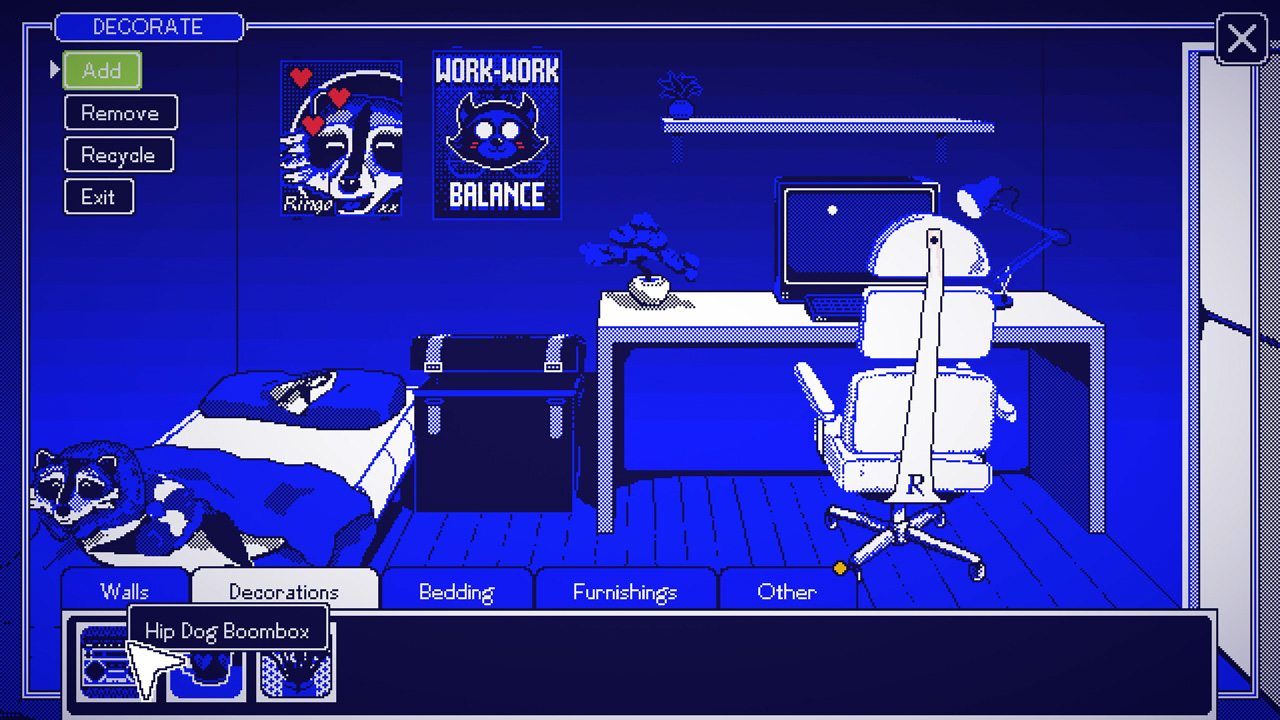 DECORATE
Add
Remove
Recycle
Exit
Ringo xx
WORK-WORK
BALANCE
R
Walls
Decorations
Bedding
Furnishings
Other
Hip Dog Boombox